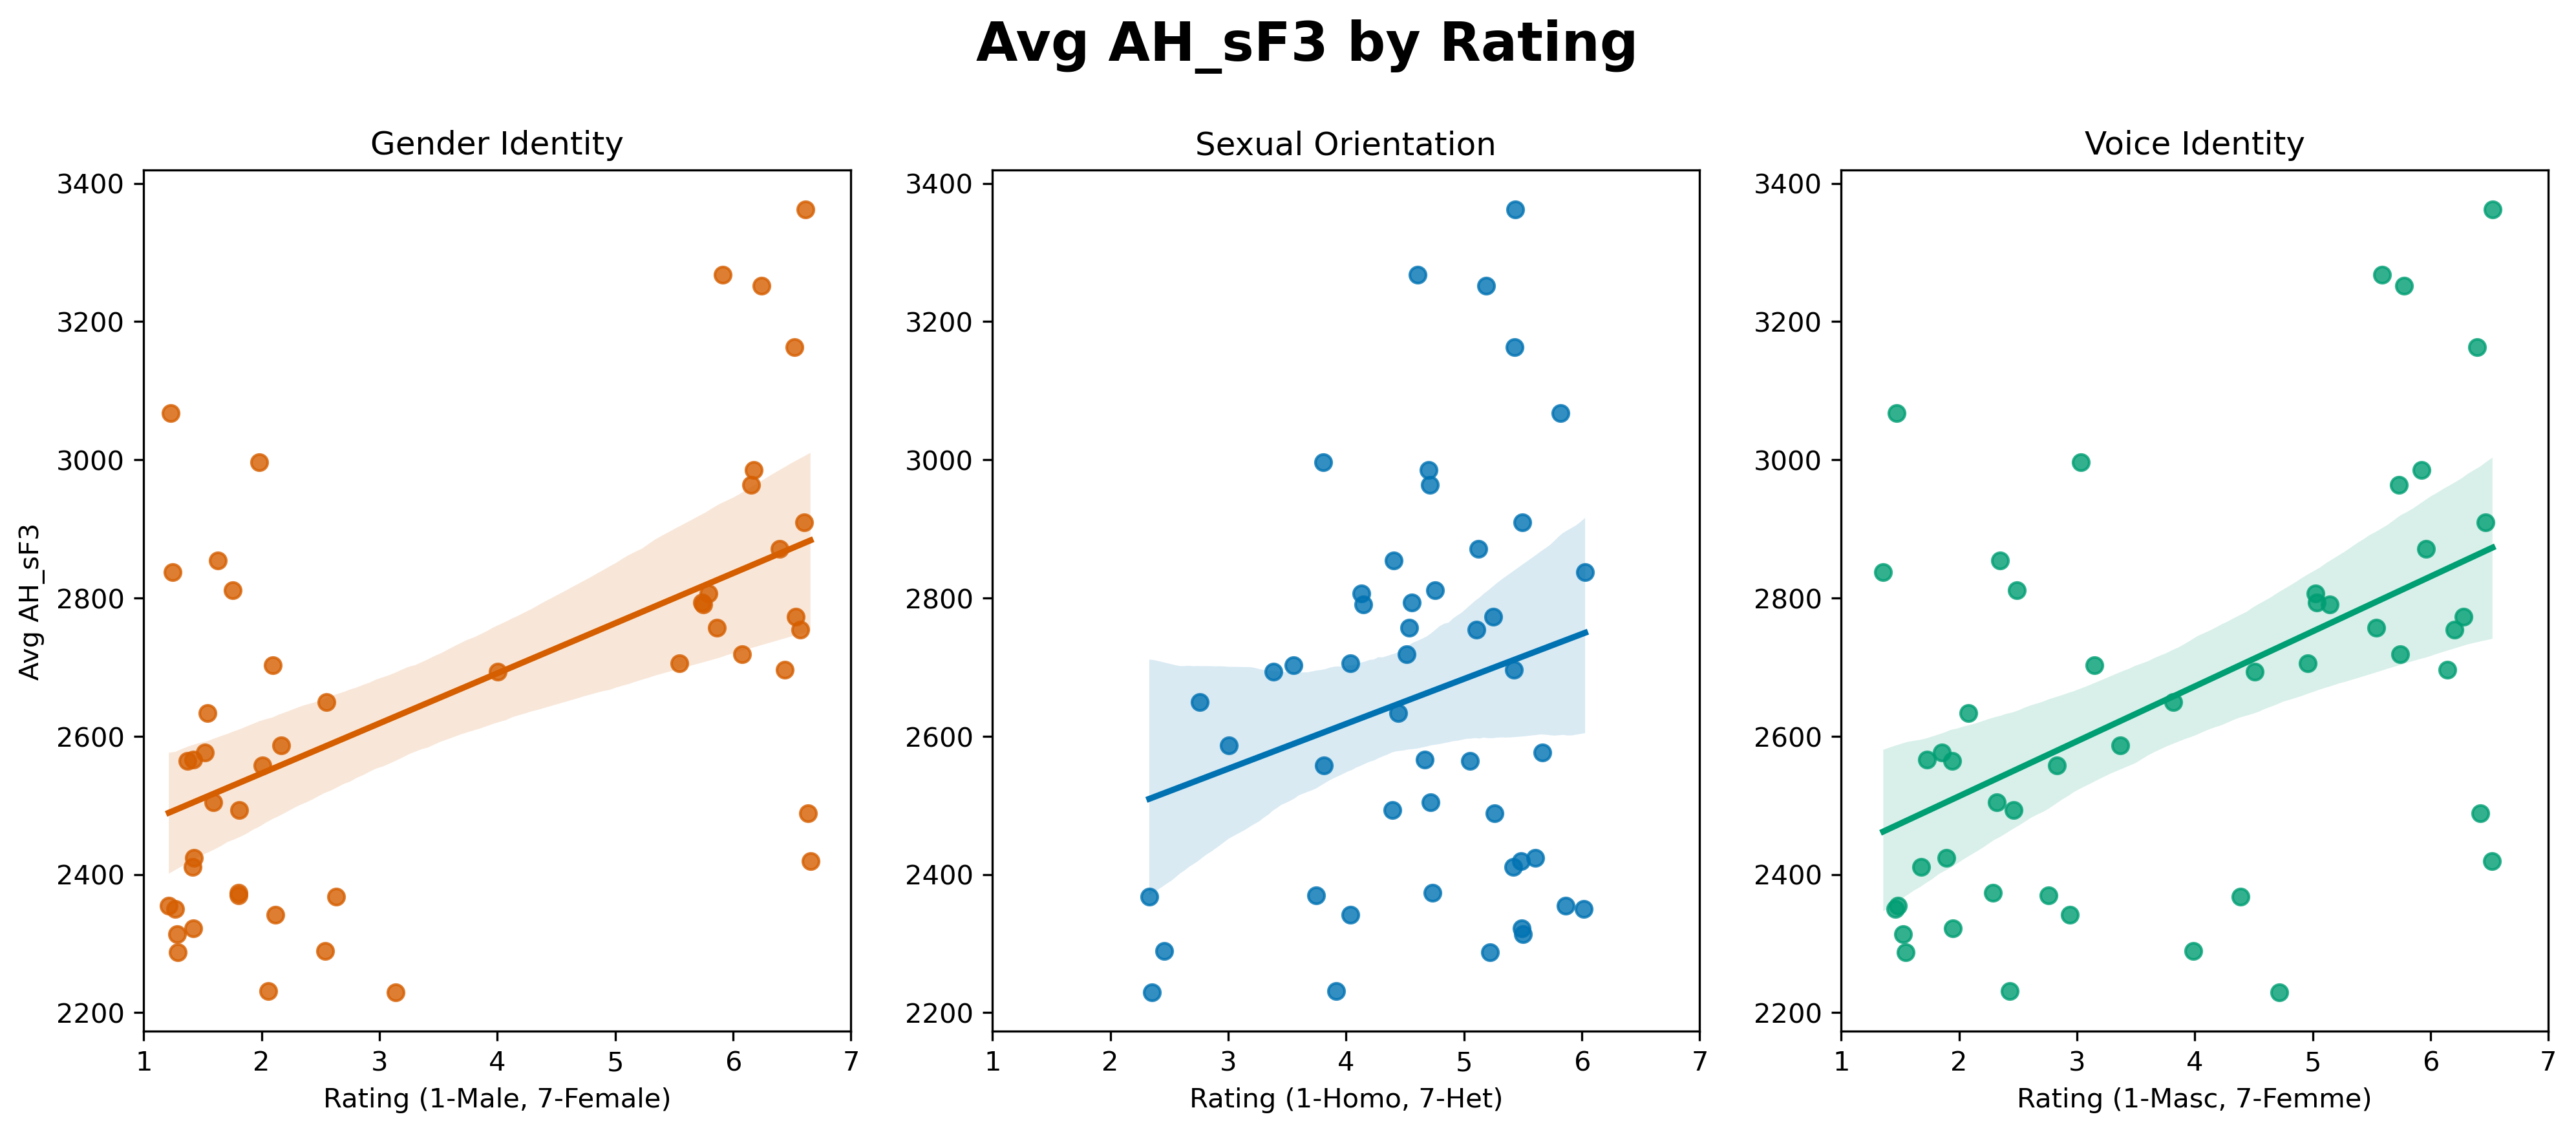 Avg AH_sF3 by Rating
Gender Identity
Sexual Orientation
Voice Identity
Avg AH_sF3
3400
3200
3000
2800
2600
2400
2200
1 2 3 4 5 6 7
Rating (1-Male, 7-Female)
3400
3200
3000
2800
2600
2400
2200
1 2 3 4 5 6 7
Rating (1-Homo, 7-Het)
3400
3200
3000
2800
2600
2400
2200
1 2 3 4 5 6 7
Rating (1-Masc, 7-Femme)